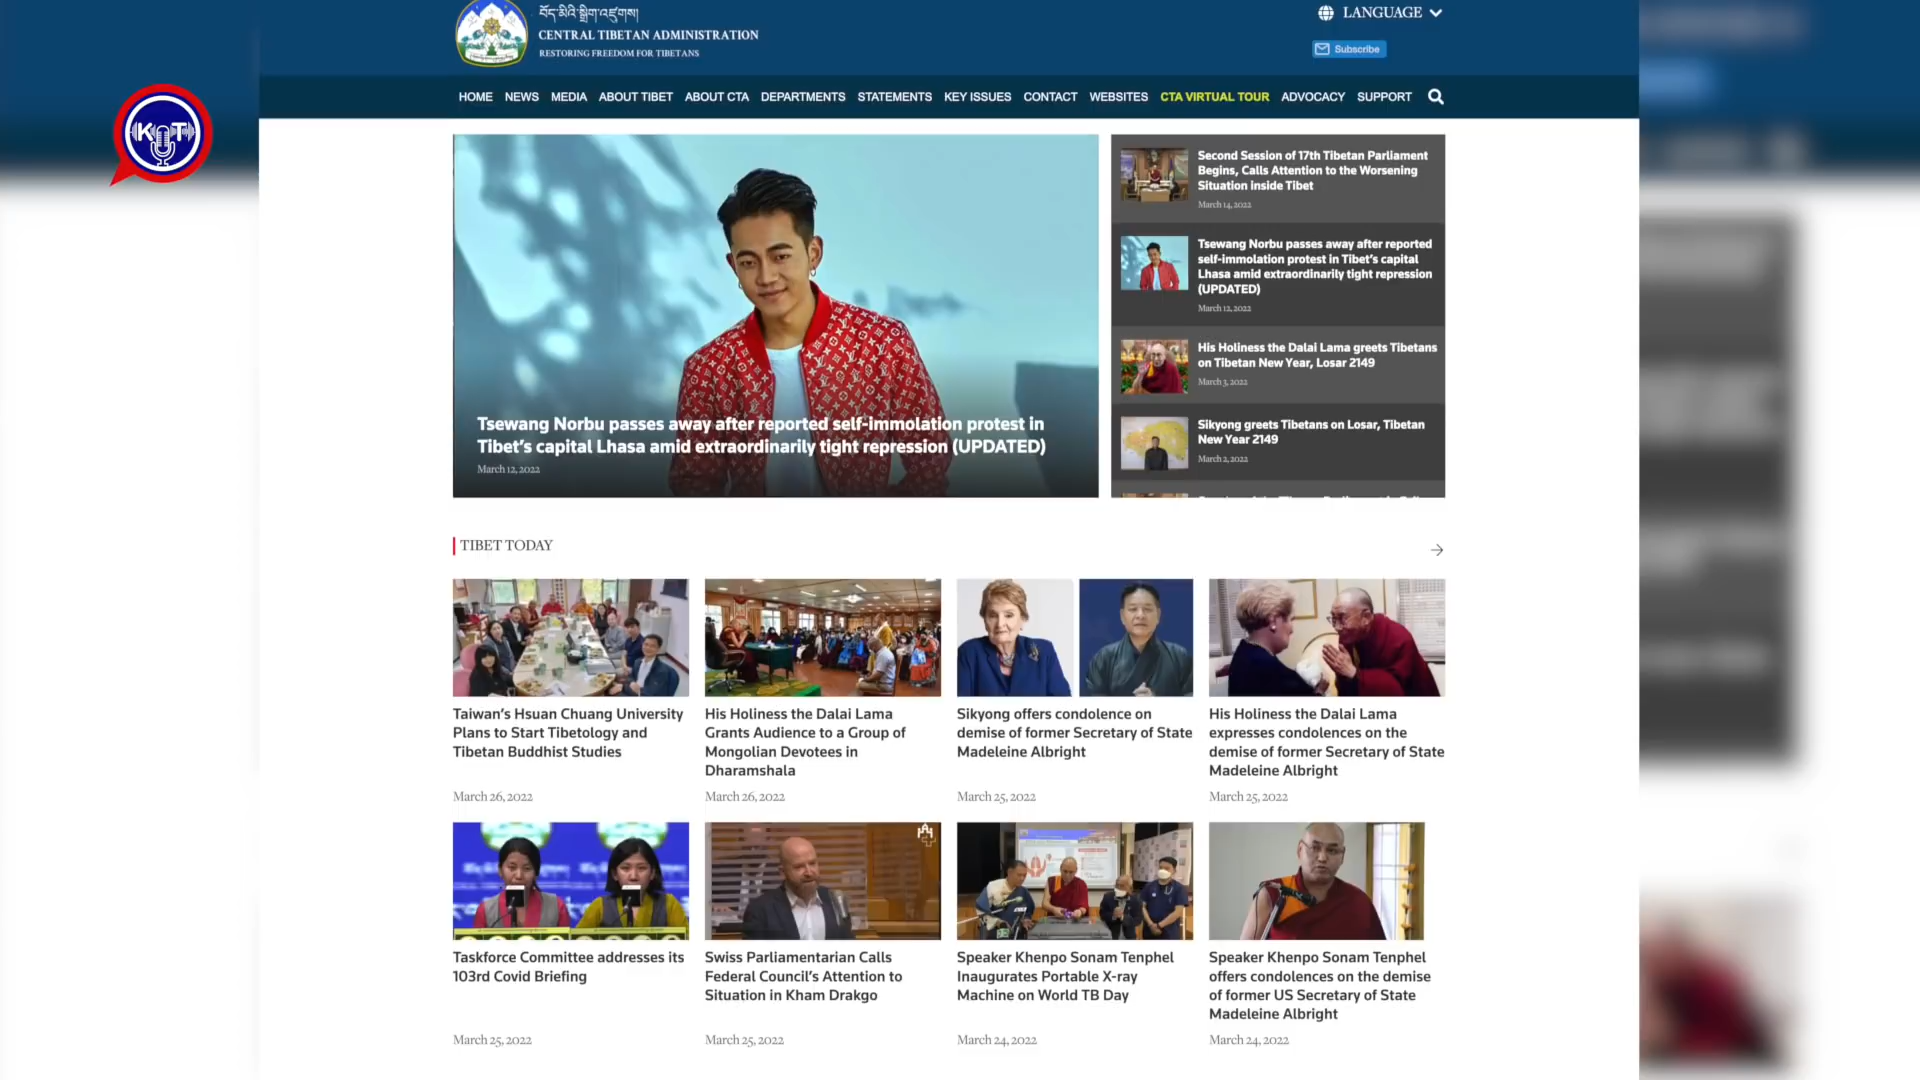 བོད་མིའི་སྒྲིག་འཛུགས།
CENTRAL TIBETAN ADMINISTRATION
RESTORING FREEDOM FOR TIBETANS
LANGUAGE
Subscribe
HOME NEWS MEDIA ABOUT TIBET ABOUT CTA DEPARTMENTS STATEMENTS KEY ISSUES CONTACT WEBSITES CTA VIRTUAL TOUR ADVOCACY SUPPORT
KT
Tsewang Norbu passes away after reported self-immolation protest in
Tibet’s capital Lhasa amid extraordinarily tight repression (UPDATED)
March 12, 2022
Second Session of 17th Tibetan Parliament
Begins, Calls Attention to the Worsening
Situation inside Tibet
March 14, 2022
Tsewang Norbu passes away after reported
self-immolation protest in Tibet’s capital
Lhasa amid extraordinarily tight repression
(UPDATED)
March 12, 2022
His Holiness the Dalai Lama greets Tibetans
on Tibetan New Year, Losar 2149
March 3, 2022
Sikyong greets Tibetans on Losar, Tibetan
New Year 2149
March 2, 2022
TIBET TODAY
Taiwan’s Hsuan Chuang University
Plans to Start Tibetology and
Tibetan Buddhist Studies
March 26, 2022
His Holiness the Dalai Lama
Grants Audience to a Group of
Mongolian Devotees in
Dharamshala
March 26, 2022
Sikyong offers condolence on
demise of former Secretary of State
Madeleine Albright
March 25, 2022
His Holiness the Dalai Lama
expresses condolences on the
demise of former Secretary of State
Madeleine Albright
March 25, 2022
Taskforce Committee addresses its
103rd Covid Briefing
March 25, 2022
Swiss Parliamentarian Calls
Federal Council’s Attention to
Situation in Kham Drakgo
March 25, 2022
Speaker Khenpo Sonam Tenphel
Inaugurates Portable X-ray
Machine on World TB Day
March 24, 2022
Speaker Khenpo Sonam Tenphel
offers condolences on the demise
of former US Secretary of State
Madeleine Albright
March 24, 2022